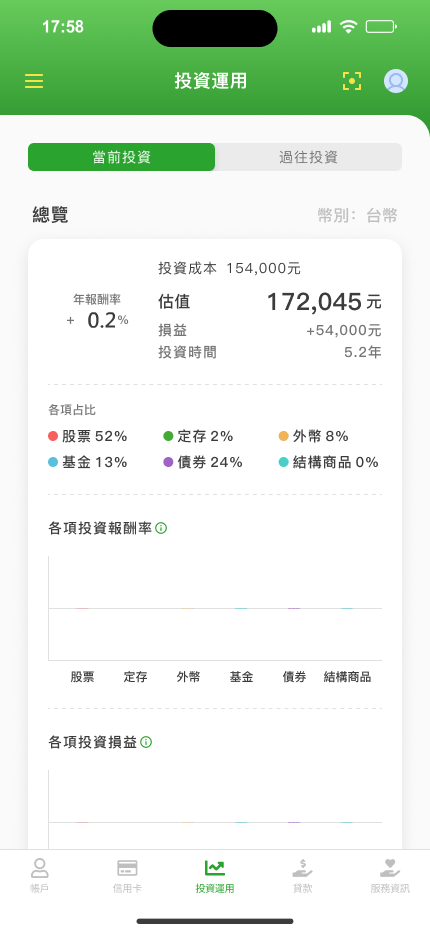 17:58
投資運用
當前投資 過往投資
總覽 幣別：台幣
投資成本 154,000元
年報酬率
估值 172,045 元
+ 0.2%
損益 +54,000元
投資時間 5.2年
各項占比
股票 52% 定存 2% 外幣 8%
基金 13% 債券 24% 結構商品 0%
各項投資報酬率
股票 定存 外幣 基金 債券 結構商品
各項投資損益
帳戶 信用卡 投資運用 貸款 服務資訊